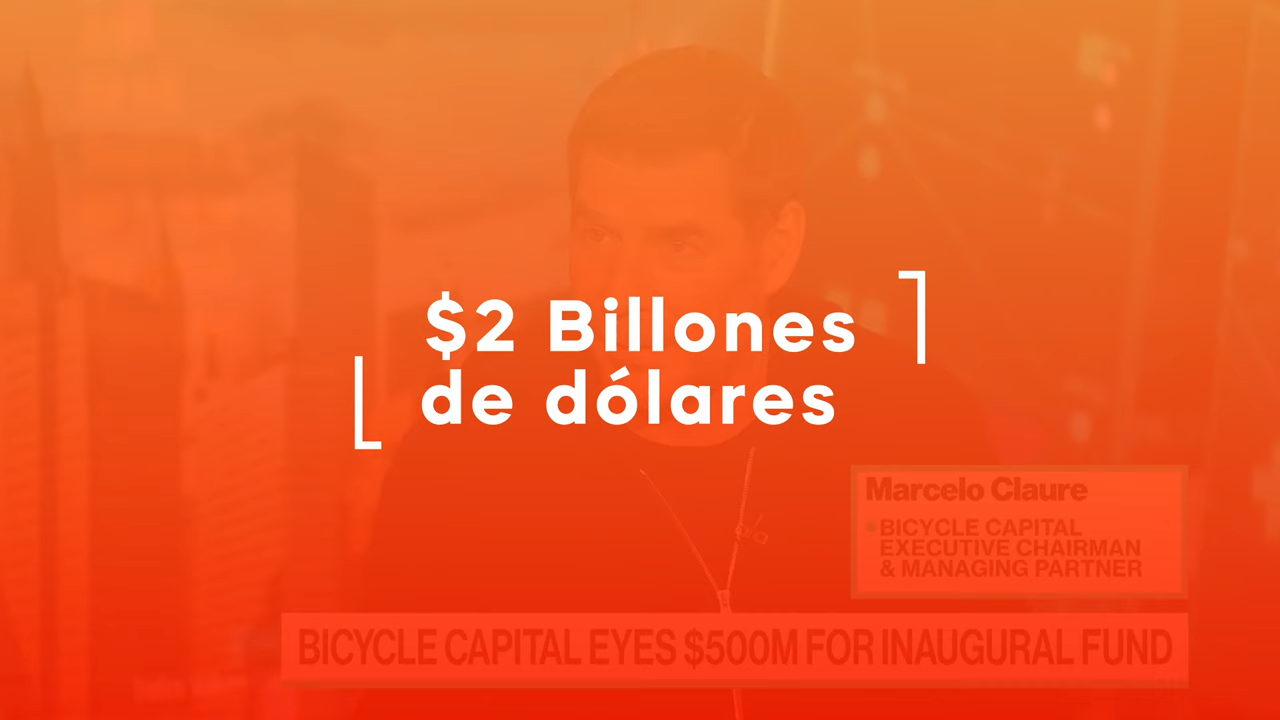 $2 Billones
de dólares
Marcelo Claure
BICYCLE CAPITAL
EXECUTIVE CHAIRMAN
& MANAGING PARTNER
BICYCLE CAPITAL EYES $500M FOR INAUGURAL FUND